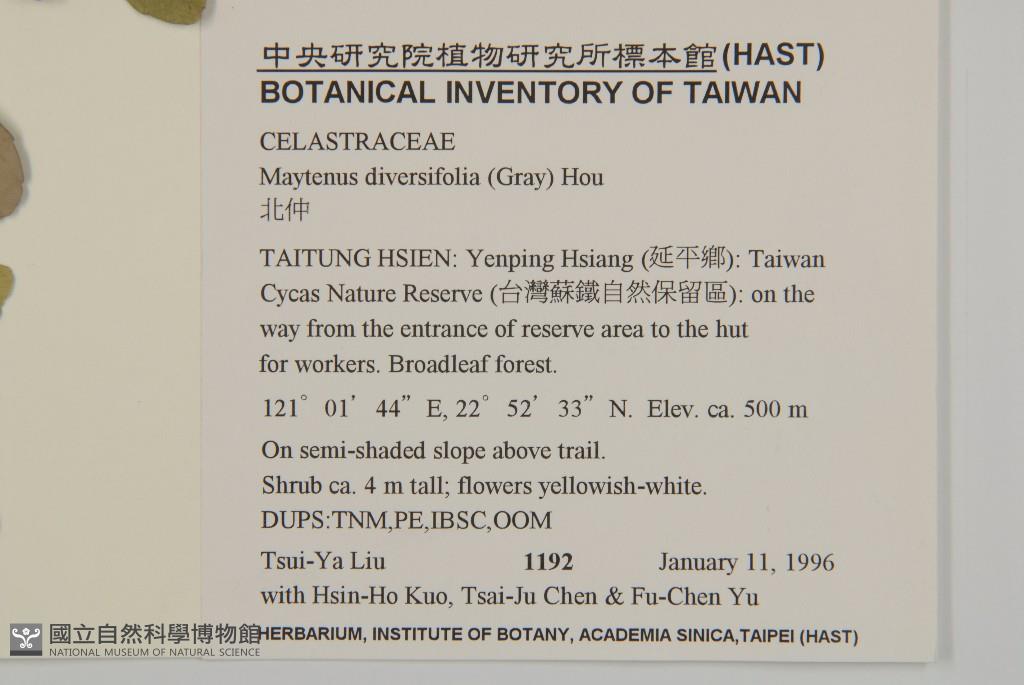 中央研究院植物研究所標本館(HAST)
BOTANICAL INVENTORY OF TAIWAN
CELASTRACEAE
Maytenus diversifolia (Gray) Hou
北仲
TAITUNG HSIEN: Yenping Hsiang (延平鄉): Taiwan
Cycas Nature Reserve (台灣蘇鐵自然保留區): on the
way from the entrance of reserve area to the hut
for workers. Broadleaf forest.
121° 01’ 44” E, 22° 52’ 33” N. Elev. ca. 500 m
On semi-shaded slope above trail.
Shrub ca. 4 m tall; flowers yellowish-white.
DUPS:TNM,PE,IBSC,OOM
Tsui-Ya Liu 1192 January 11, 1996
with Hsin-Ho Kuo, Tsai-Ju Chen & Fu-Chen Yu
HERBARIUM, INSTITUTE OF BOTANY, ACADEMIA SINICA,TAIPEI (HAST)
國立自然科學博物館
NATIONAL MUSEUM OF NATURAL SCIENCE